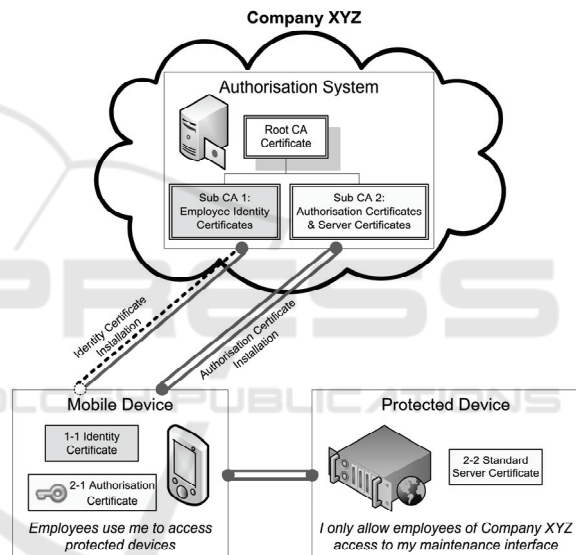 Company XYZ
Authorisation System
Root CA
Certificate
Sub CA 1:
Employee Identity
Certificates
Sub CA 2:
Authorisation Certificates
& Server Certificates
Identity Certificate
Installation
Authorisation Certificate
Installation
PRESS
PUBLICATIONS
Mobile Device
1-1 Identity
Certificate
2-1 Authorisation
Certificate
Employees use me to access
protected devices
Protected Device
2-2 Standard
Server Certificate
I only allow employees of Company XYZ
access to my maintenance interface